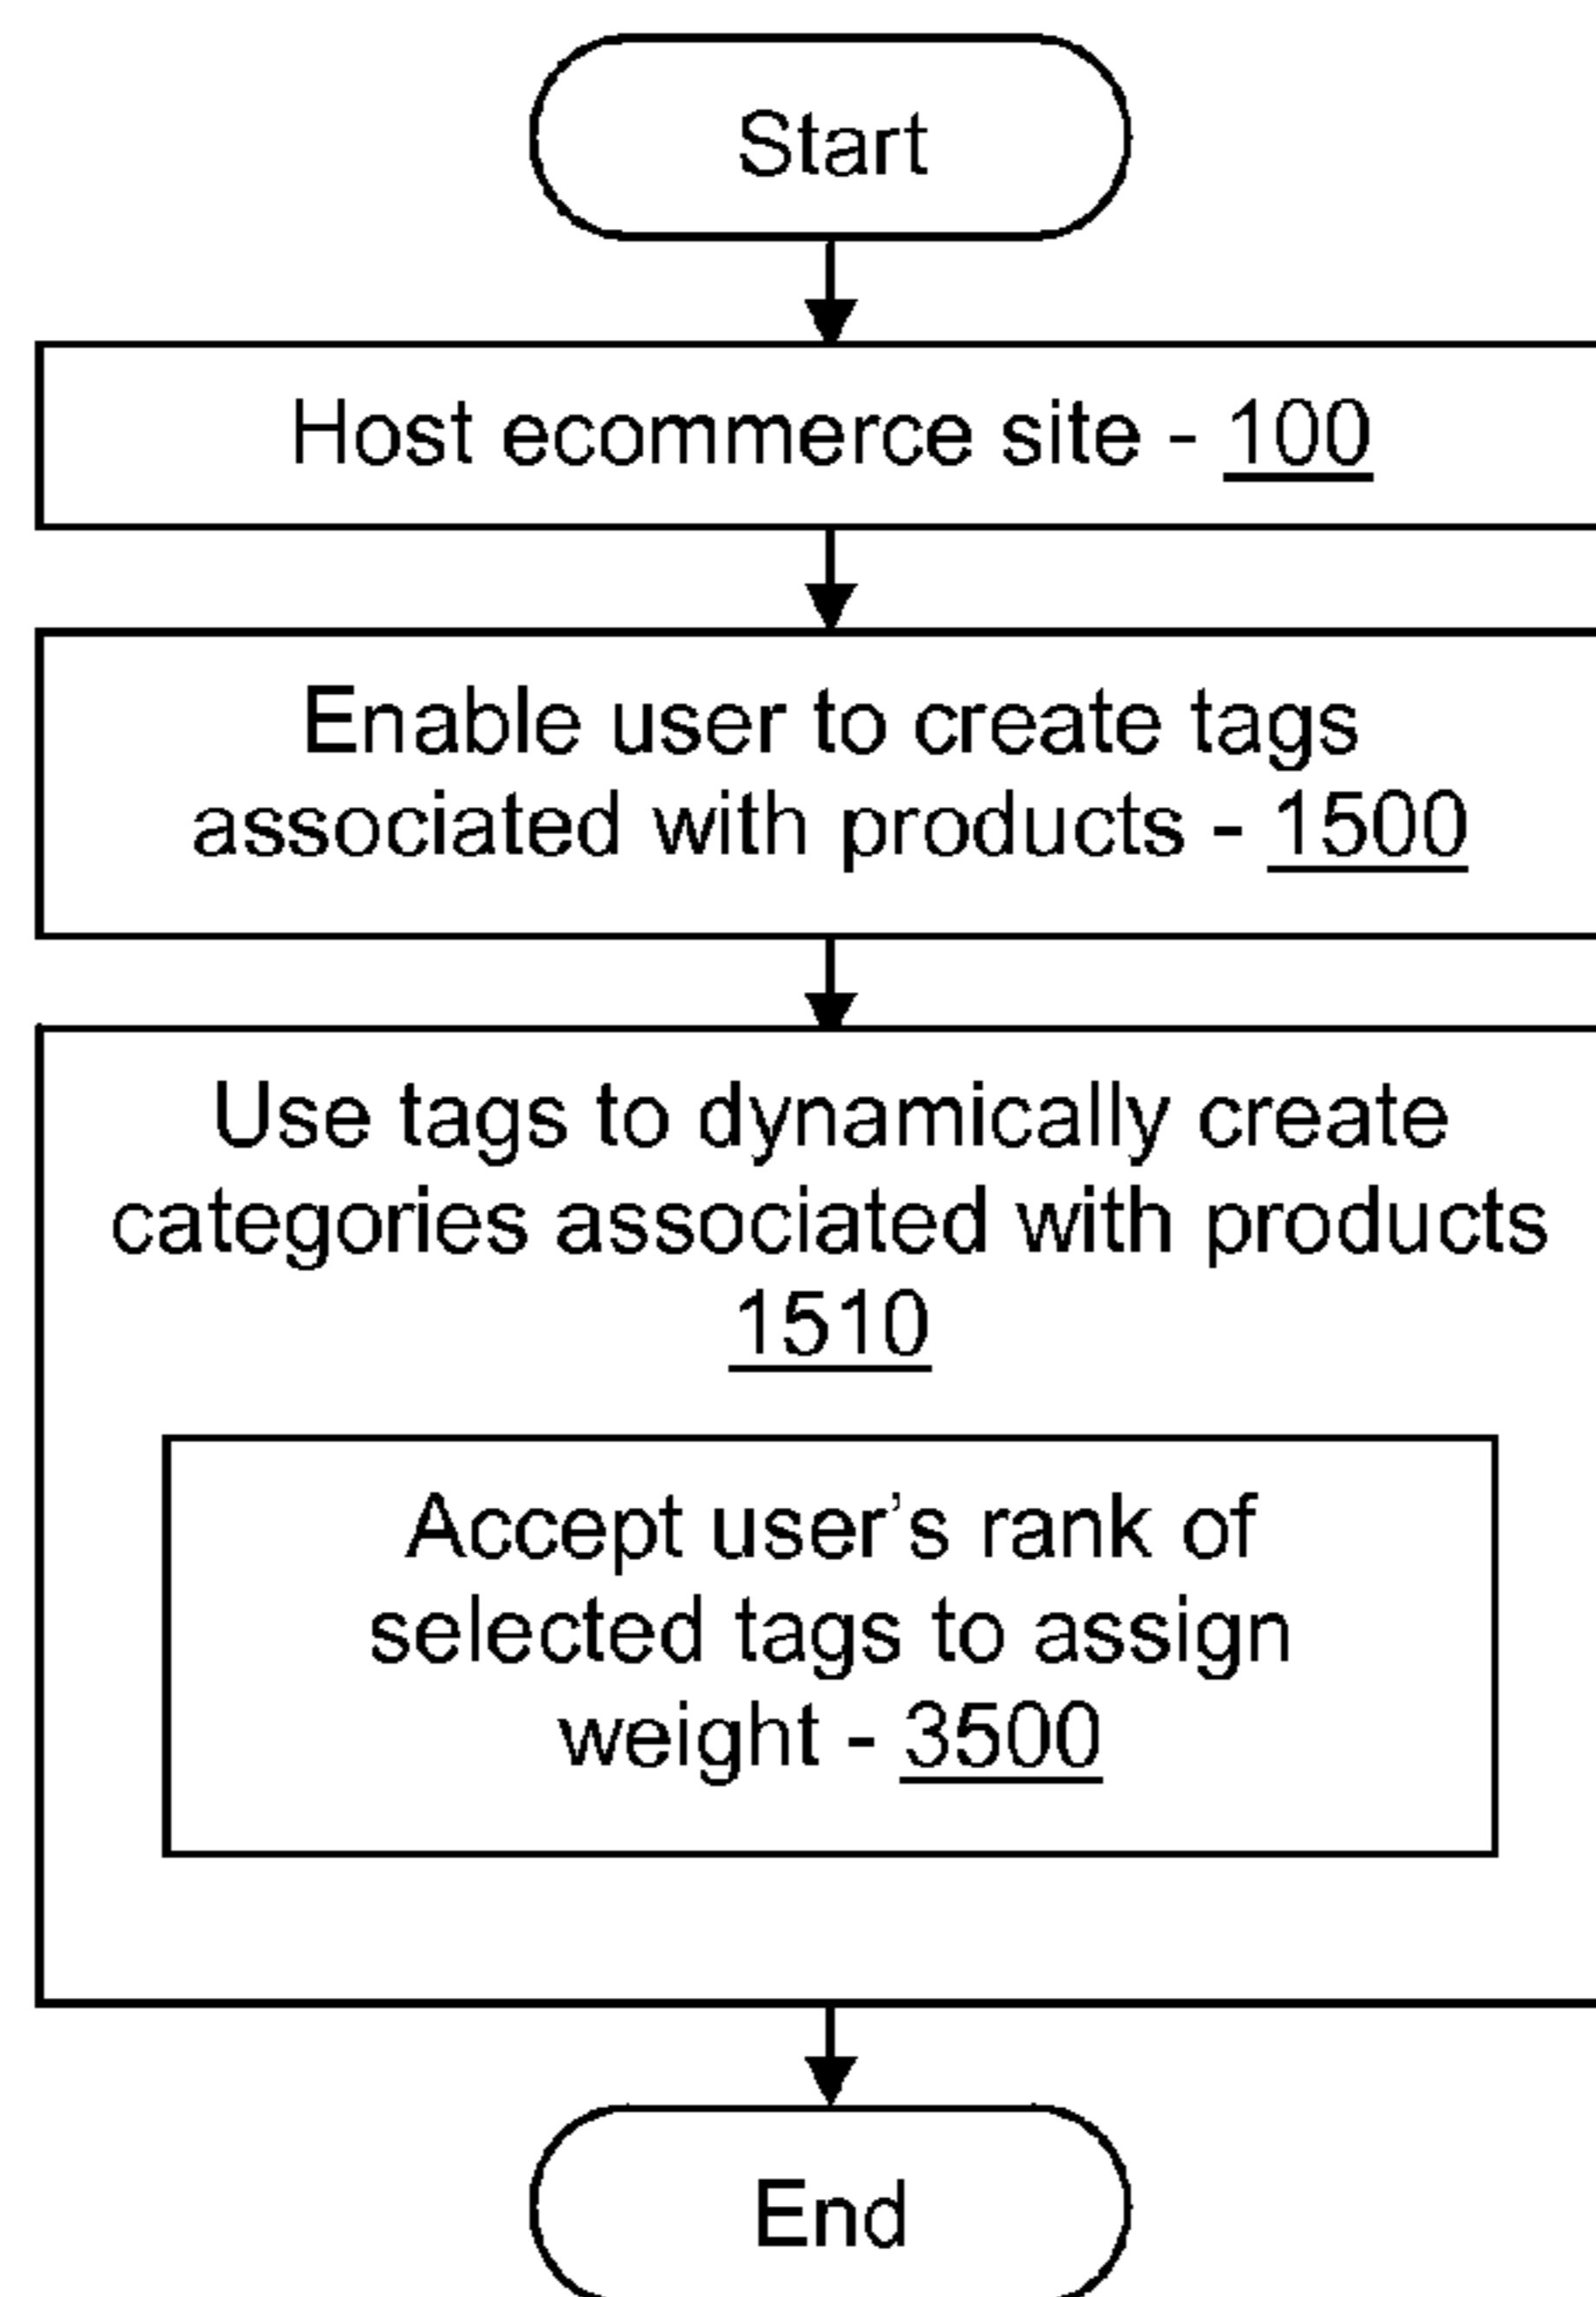 Start
Host ecommerce site - 100
Enable user to create tags
associated with products - 1500
Use tags to dynamically create
categories associated with products
1510
Accept user's rank of
selected tags to assign
weight - 3500
End